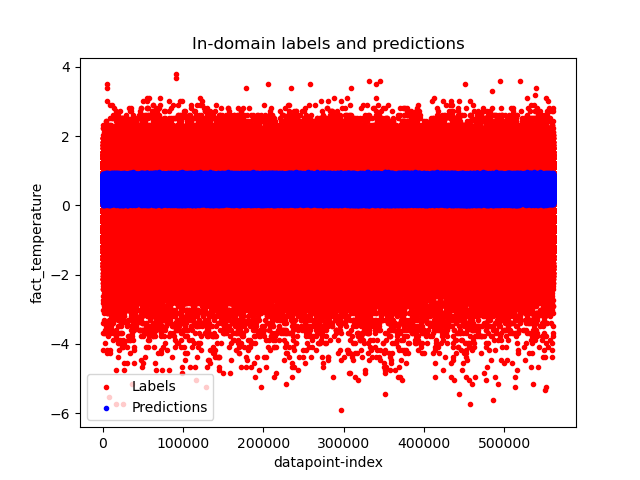 In-domain labels and predictions
fact_temperature
4
2
0
−2
−4
−6
Labels
Predictions
0
100000
200000
300000
400000
500000
datapoint-index